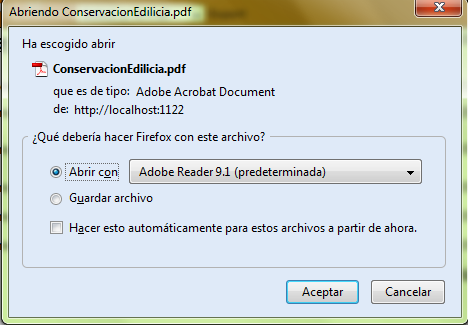 Abriendo ConservacionEdilicia.pdf
Ha escogido abrir
ConservacionEdilicia.pdf
que es de tipo: Adobe Acrobat Document
de: http://localhost:1122
¿Qué debería hacer Firefox con este archivo?
Abrir con Adobe Reader 9.1 (predeterminada)
Guardar archivo
Hacer esto automáticamente para estos archivos a partir de ahora.
Aceptar Cancelar